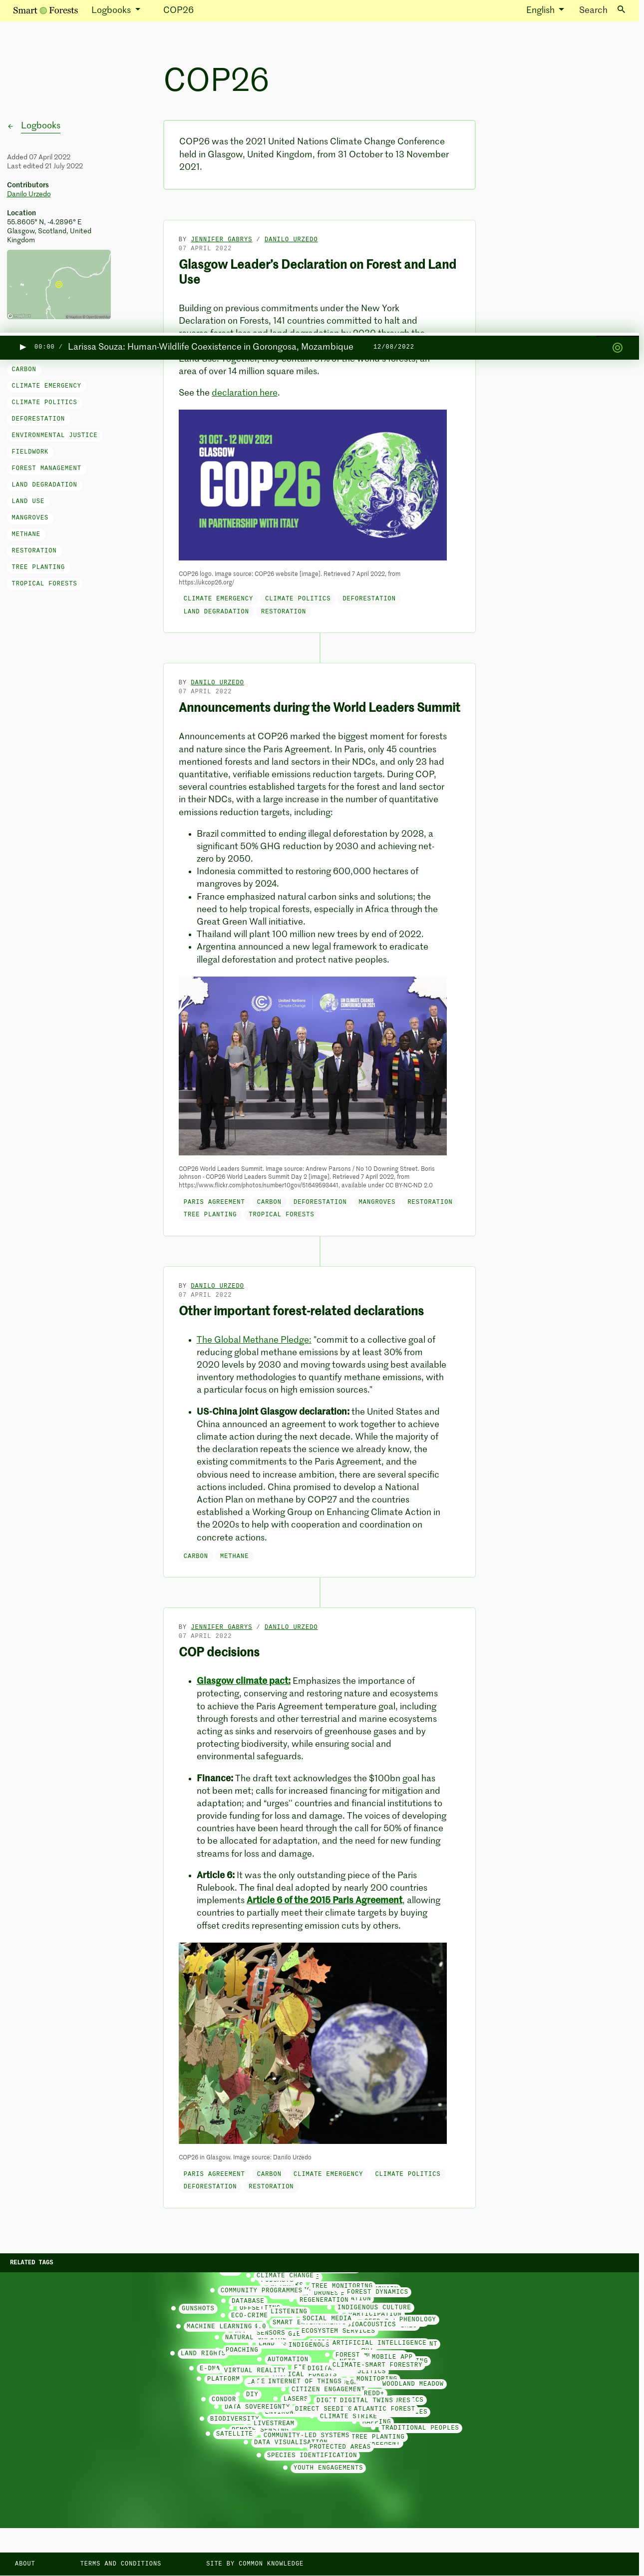 Smart Forests
Logbooks
COP26
English
Search
COP26
← Logbooks
Added 07 April 2022
Last edited 21 July 2022
Contributors
Danilo Urzedo
Location
55.8605° N, -4.2896° E
Glasgow, Scotland, United
Kingdom
COP26 was the 2021 United Nations Climate Change Conference
held in Glasgow, United Kingdom, from 31 October to 13 November
2021.
BY JENNIFER GABRYS / DANILO URZEDO
07 APRIL 2022
Glasgow Leader's Declaration on Forest and Land
Use
Building on previous commitments under the New York
Declaration on Forests, 141 countries committed to halt and
00:00 / Larissa Souza: Human-Wildlife Coexistence in Gorongosa, Mozambique 12/08/2022
area of over 14 million square miles.
See the declaration here.
CARBON
CLIMATE EMERGENCY
CLIMATE POLITICS
DEFORESTATION
ENVIRONMENTAL JUSTICE
FIELDWORK
FOREST MANAGEMENT
LAND DEGRADATION
LAND USE
MANGROVES
METHANE
RESTORATION
TREE PLANTING
TROPICAL FORESTS
31 OCT - 12 NOV 2021
GLASGOW
COP26
IN PARTNERSHIP WITH ITALY
COP26 logo. Image source: COP26 website [image]. Retrieved 7 April 2022, from
https://ukcop26.org/
CLIMATE EMERGENCY CLIMATE POLITICS DEFORESTATION
LAND DEGRADATION RESTORATION
BY DANILO URZEDO
07 APRIL 2022
Announcements during the World Leaders Summit
Announcements at COP26 marked the biggest moment for forests
and nature since the Paris Agreement. In Paris, only 45 countries
mentioned forests and land sectors in their NDCs, and only 23 had
quantitative, verifiable emissions reduction targets. During COP,
several countries established targets for the forest and land sector
in their NDCs, with a large increase in the number of quantitative
emissions reduction targets, including:
• Brazil committed to ending illegal deforestation by 2028, a
significant 50% GHG reduction by 2030 and achieving net-
zero by 2050.
• Indonesia committed to restoring 600,000 hectares of
mangroves by 2024.
• France emphasized natural carbon sinks and solutions; the
need to help tropical forests, especially in Africa through the
Great Green Wall initiative.
• Thailand will plant 100 million new trees by end of 2022.
• Argentina announced a new legal framework to eradicate
illegal deforestation and protect native peoples.
COP26 World Leaders Summit. Image source: Andrew Parsons / No 10 Downing Street. Boris
Johnson - COP26 World Leaders Summit Day 2 [image]. Retrieved 7 April 2022, from
https://www.flickr.com/photos/number10gov/51649593441, available under CC BY-NC-ND 2.0
PARIS AGREEMENT CARBON DEFORESTATION MANGROVES RESTORATION
TREE PLANTING TROPICAL FORESTS
BY DANILO URZEDO
07 APRIL 2022
Other important forest-related declarations
• The Global Methane Pledge: "commit to a collective goal of
reducing global methane emissions by at least 30% from
2020 levels by 2030 and moving towards using best available
inventory methodologies to quantify methane emissions, with
a particular focus on high emission sources."
• US-China joint Glasgow declaration: the United States and
China announced an agreement to work together to achieve
climate action during the next decade. While the majority of
the declaration repeats the science we already know, the
existing commitments to the Paris Agreement, and the
obvious need to increase ambition, there are several specific
actions included. China promised to develop a National
Action Plan on methane by COP27 and the countries
established a Working Group on Enhancing Climate Action in
the 2020s to help with cooperation and coordination on
concrete actions.
CARBON METHANE
BY JENNIFER GABRYS / DANILO URZEDO
07 APRIL 2022
COP decisions
• Glasgow climate pact: Emphasizes the importance of
protecting, conserving and restoring nature and ecosystems
to achieve the Paris Agreement temperature goal, including
through forests and other terrestrial and marine ecosystems
acting as sinks and reservoirs of greenhouse gases and by
protecting biodiversity, while ensuring social and
environmental safeguards.
• Finance: The draft text acknowledges the $100bn goal has
not been met; calls for increased financing for mitigation and
adaptation; and "urges" countries and financial institutions to
provide funding for loss and damage. The voices of developing
countries have been heard through the call for 50% of finance
to be allocated for adaptation, and the need for new funding
streams for loss and damage.
• Article 6: It was the only outstanding piece of the Paris
Rulebook. The final deal adopted by nearly 200 countries
implements Article 6 of the 2015 Paris Agreement, allowing
countries to partially meet their climate targets by buying
offset credits representing emission cuts by others.
COP26 in Glasgow. Image source: Danilo Urzedo
PARIS AGREEMENT CARBON CLIMATE EMERGENCY CLIMATE POLITICS
DEFORESTATION RESTORATION
RELATED TAGS
CLIMATE CHANGE
TREE MONITORING
COMMUNITY PROGRAMMES
FOREST DYNAMICS
DATABASE
REGENERATION
GUNSHOTS
INDIGENOUS CULTURE
LISTENING
ECO-CRIME
SOCIAL MEDIA
PHENOLOGY
MACHINE LEARNING
ECOSYSTEM SERVICES
ARTIFICIAL INTELLIGENCE
POACHING
LAND RIGHTS
FOREST
MOBILE APP
AUTOMATION
CLIMATE-SMART FORESTRY
VIRTUAL REALITY
PLATFORM
MONITORING
INTERNET OF THINGS
WOODLAND MEADOW
CITIZEN ENGAGEMENT
REDD+
DIY
CONDOR
LASERS
DIGITAL TWINS
DATA SOVEREIGNTY
DIRECT SEEDING
ATLANTIC FOREST
CLIMATE STRIKE
BIODIVERSITY
LIVESTREAM
TRADITIONAL PEOPLES
SATELLITE
COMMUNITY-LED SYSTEMS
TREE PLANTING
DATA VISUALISATION
PROTECTED AREAS
SPECIES IDENTIFICATION
YOUTH ENGAGEMENTS
ABOUT
TERMS AND CONDITIONS
SITE BY COMMON KNOWLEDGE